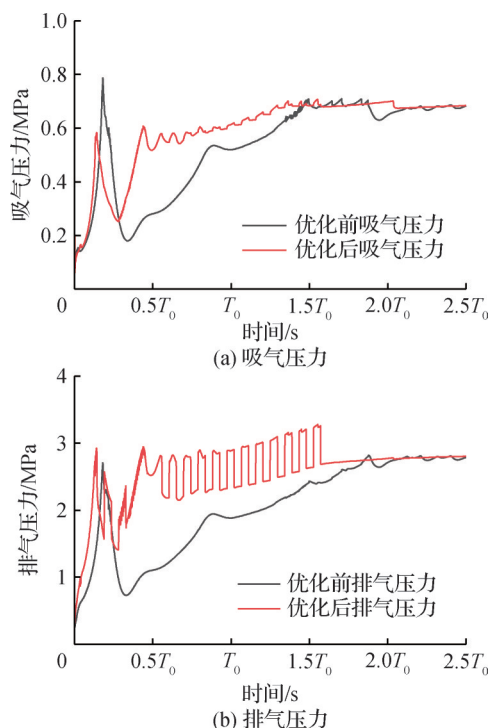 1.0
0.8
0.6
0.4
0.2
吸气压力/MPa
优化前吸气压力
优化后吸气压力
0 0.5T₀ T₀ 1.5T₀ 2.0T₀ 2.5T₀
时间/s
(a) 吸气压力
4
3
2
1
排气压力/MPa
优化前排气压力
优化后排气压力
0 0.5T₀ T₀ 1.5T₀ 2.0T₀ 2.5T₀
时间/s
(b) 排气压力